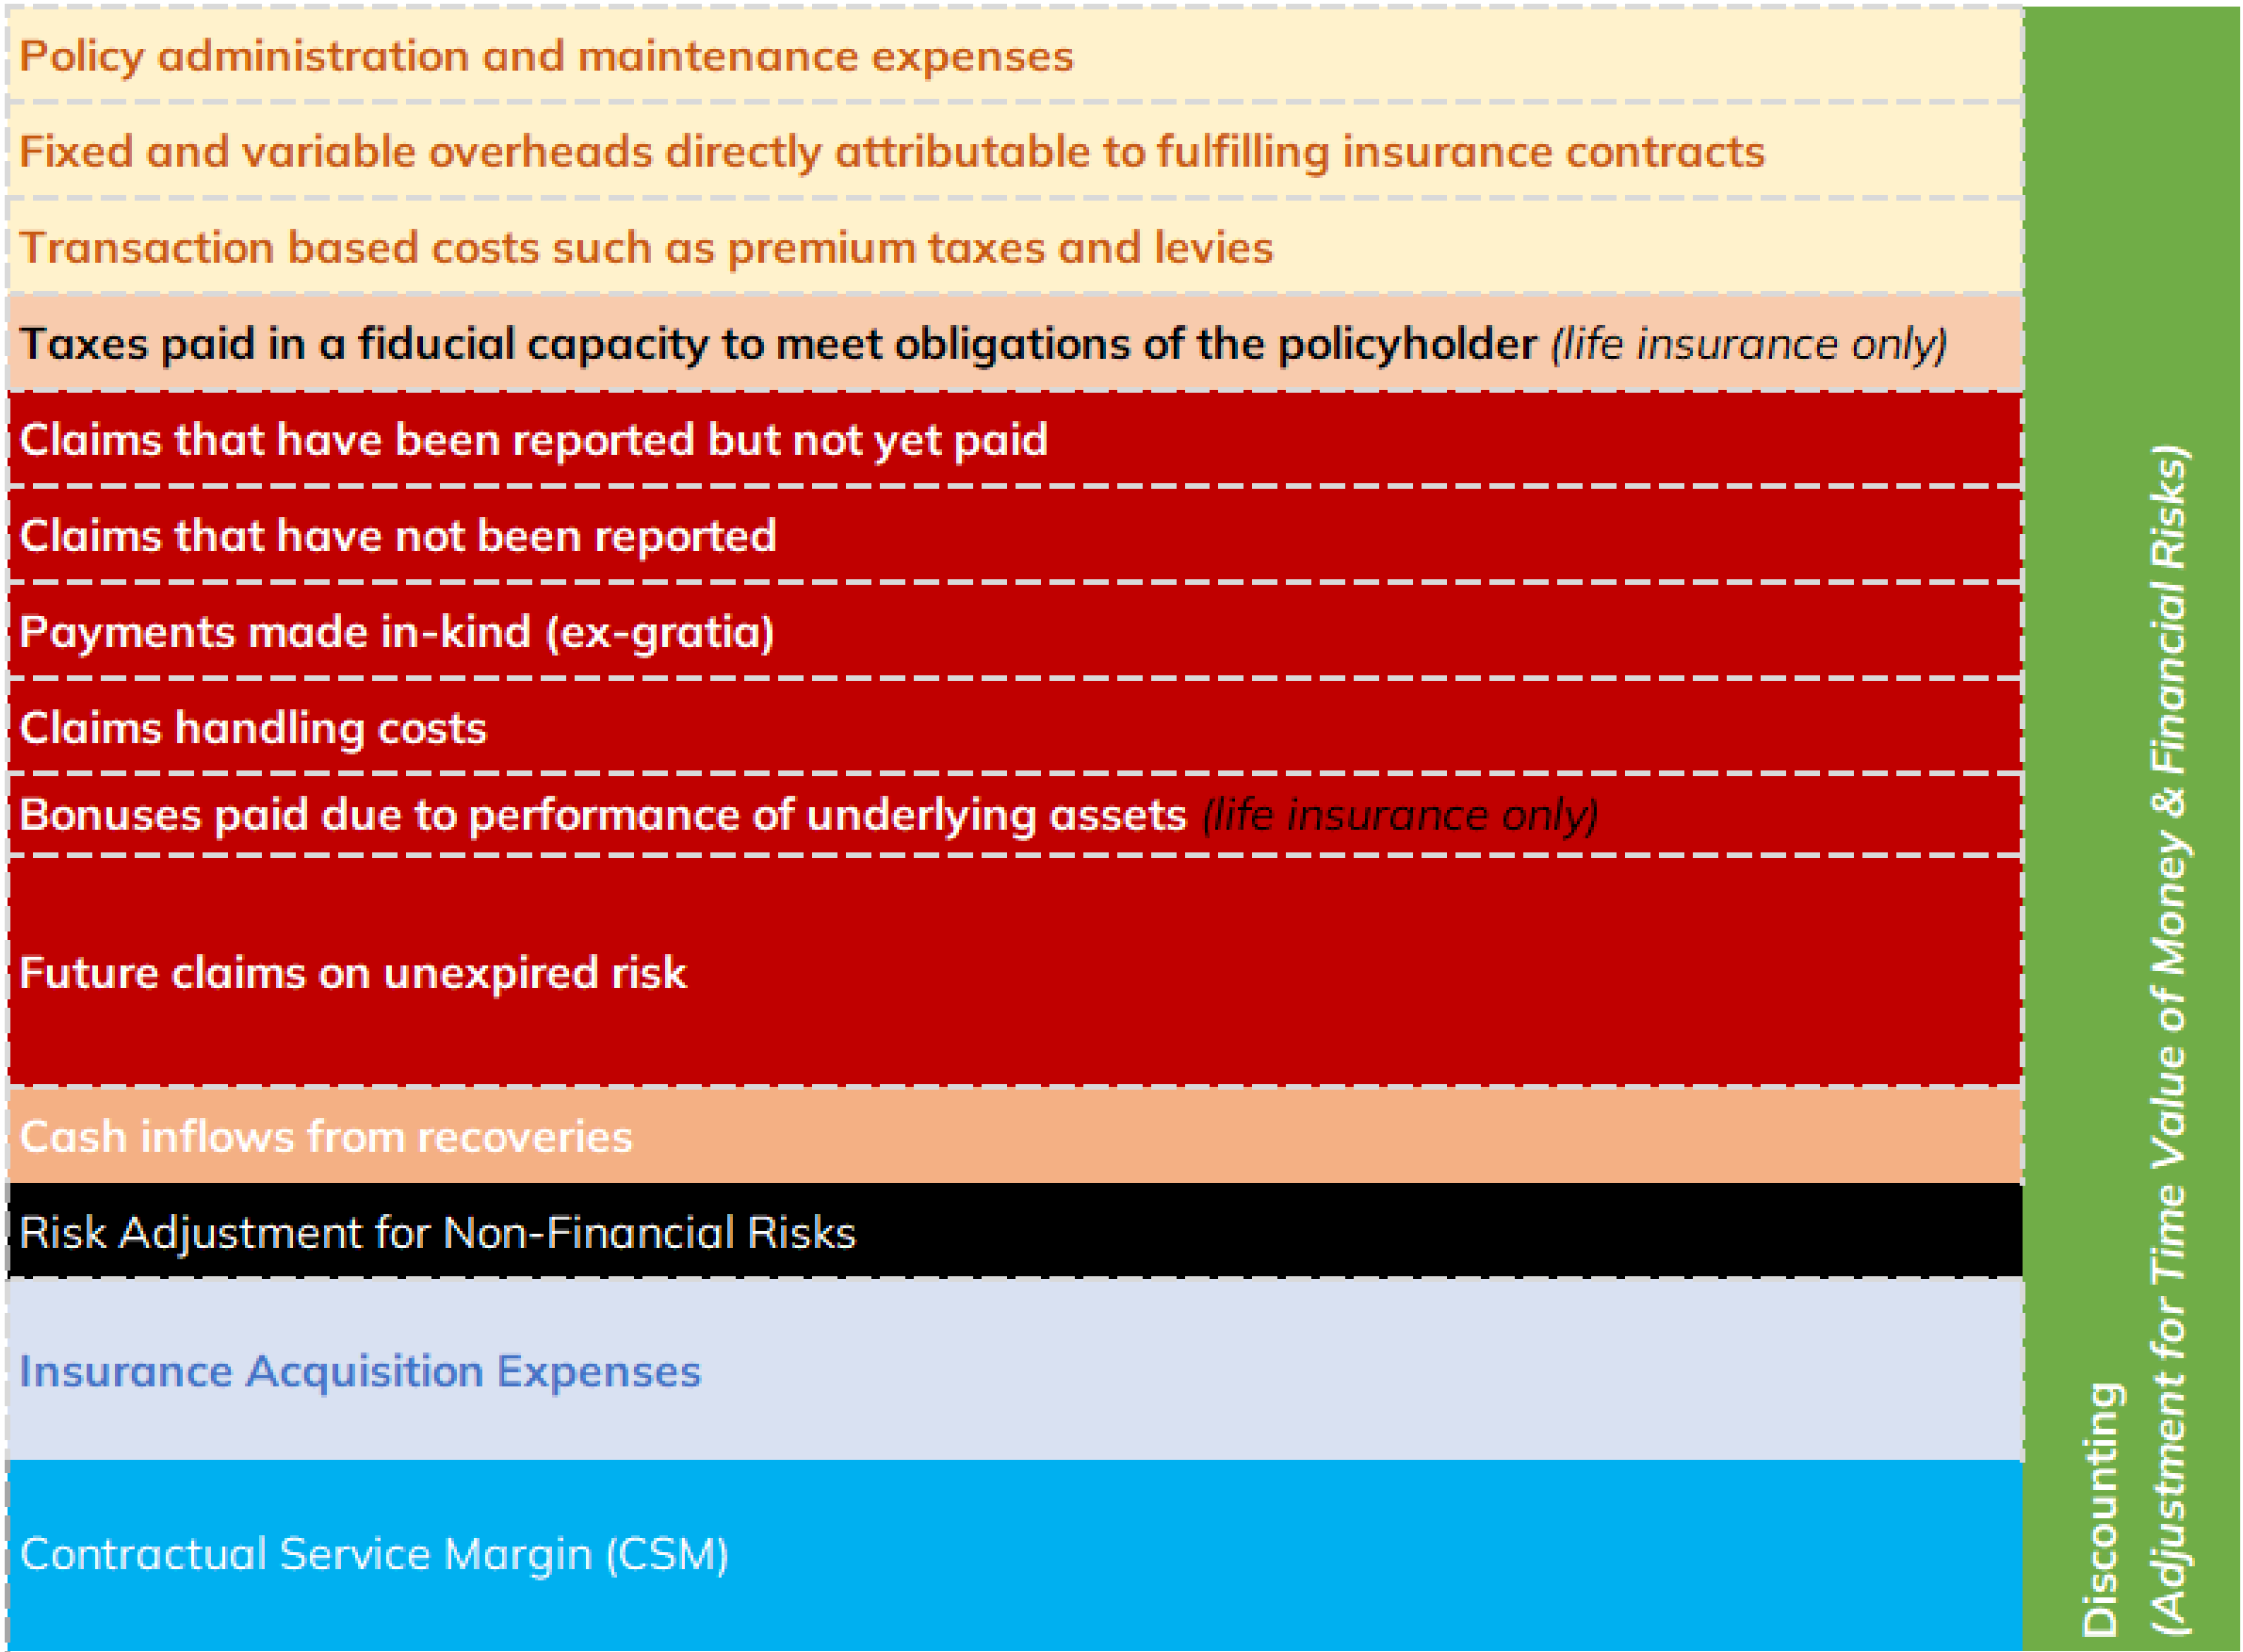 Policy administration and maintenance expenses
Fixed and variable overheads directly attributable to fulfilling insurance contracts
Transaction based costs such as premium taxes and levies
Taxes paid in a fiducial capacity to meet obligations of the policyholder (life insurance only)
Claims that have been reported but not yet paid
Claims that have not been reported
Payments made in-kind (ex-gratia)
Claims handling costs
Bonuses paid due to performance of underlying assets (life insurance only)
Future claims on unexpired risk
Cash inflows from recoveries
Risk Adjustment for Non-Financial Risks
Insurance Acquisition Expenses
Contractual Service Margin (CSM)
Discounting
(Adjustment for Time Value of Money & Financial Risks)